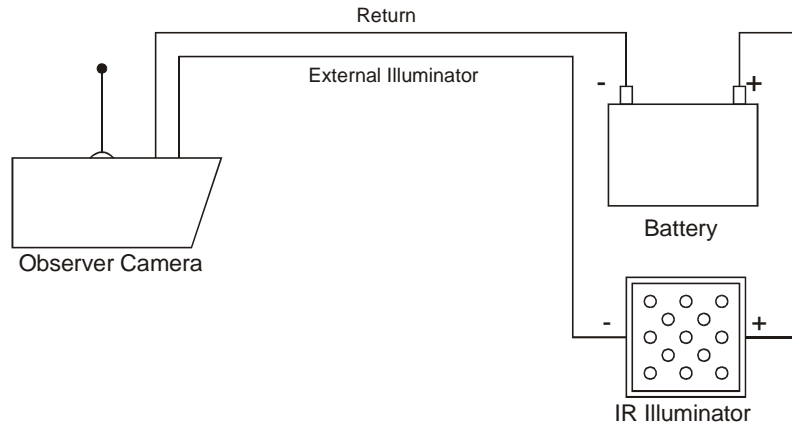 Return
External Illuminator
- +
Battery
Observer Camera
- +
IR Illuminator